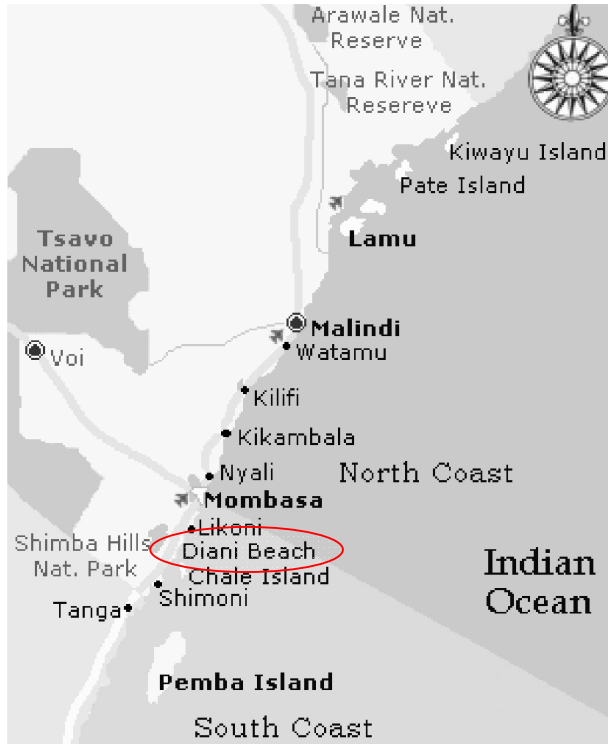 Arawale Nat.
Reserve
Tana River Nat.
Resereve
Kiwayu Island
Pate Island
Lamu
Tsavo
National
Park
Malindi
Watamu
Voi
Kilifi
Kikambala
Nyali
North Coast
Mombasa
Likoni
Shimba Hills
Nat. Park
Diani Beach
Chale Island
Indian
Ocean
Shimoni
Tanga
Pemba Island
South Coast